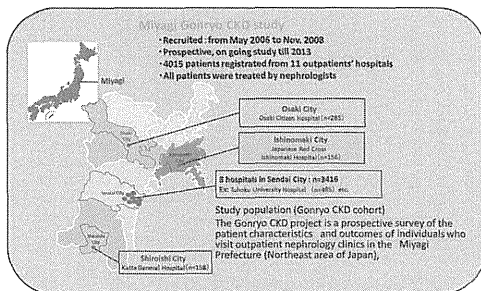 Miyagi Gonryo CKD study
・Recruited : from May 2006 to Nov. 2008
・Prospective, on going study till 2013
・4015 patients registrated from 11 outpatients' hospitals
・All patients were treated by nephrologists
Miyagi
Osaki City
Osaki Citizen Hospital (n=285)
Ishinomaki City
Japanese Red Cross
Ishinomaki Hospital (n=156)
8 hospitals in Sendai City : n=3416
Ex: Tohoku University Hospital (n=485) etc.
Sendai City
Study population (Gonryo CKD cohort)
The Gonryo CKD project is a prospective survey of the
patient characteristics and outcomes of individuals who
visit outpatient nephrology clinics in the Miyagi
Prefecture (Northeast area of Japan),
Shiroishi City
Katta General Hospital (n=158)